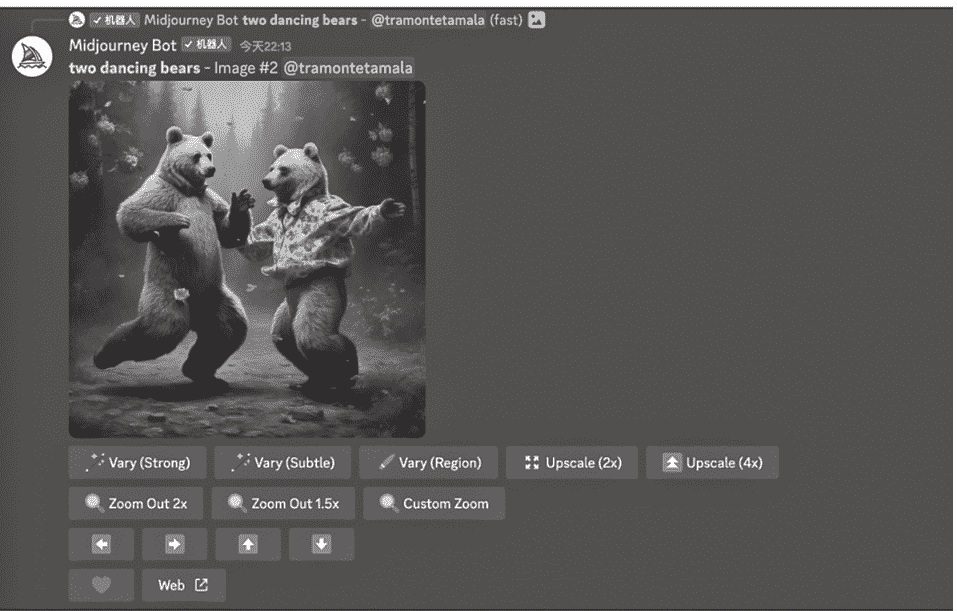 ✓ 机器人 Midjourney Bot two dancing bears - @tramontetamala (fast)
Midjourney Bot ✓ 机器人 今天22:13
two dancing bears - Image #2 @tramontetamala
Vary (Strong) Vary (Subtle) Vary (Region) Upscale (2x) Upscale (4x)
Zoom Out 2x Zoom Out 1.5x Custom Zoom
Web